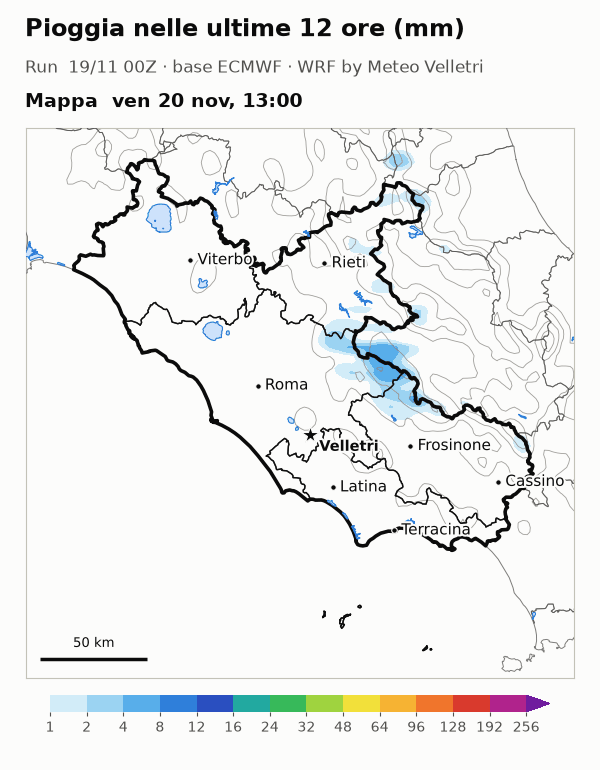 Pioggia nelle ultime 12 ore (mm)
Run  19/11 00Z · base ECMWF · WRF by Meteo Velletri
Mappa  ven 20 nov, 13:00
Viterbo
Rieti
Roma
Velletri
Frosinone
Latina
Cassino
Terracina
50 km
1 2 4 8 12 16 24 32 48 64 96 128 192 256